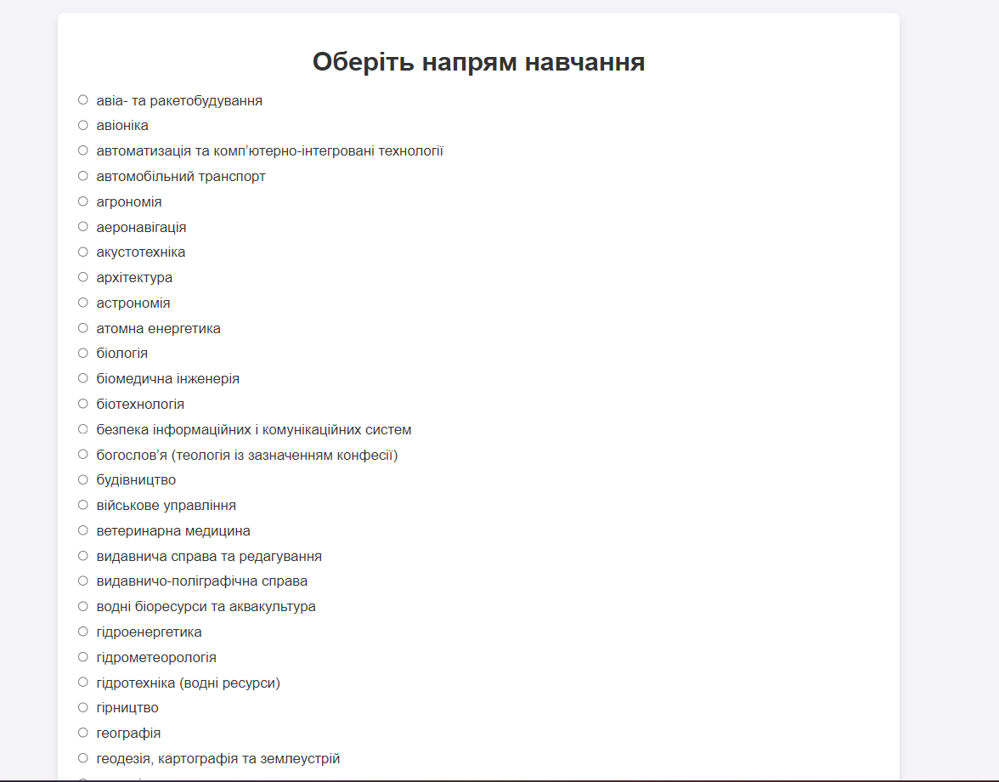 Оберіть напрям навчання
авіа- та ракетобудування
авіоніка
автоматизація та комп’ютерно-інтегровані технології
автомобільний транспорт
агрономія
аеронавігація
акустотехніка
архітектура
астрономія
атомна енергетика
біологія
біомедична інженерія
біотехнологія
безпека інформаційних і комунікаційних систем
богослов’я (теологія із зазначенням конфесії)
будівництво
військове управління
ветеринарна медицина
видавнича справа та редагування
видавничо-поліграфічна справа
водні біоресурси та аквакультура
гідроенергетика
гідрометеорологія
гідротехніка (водні ресурси)
гірництво
географія
геодезія, картографія та землеустрій